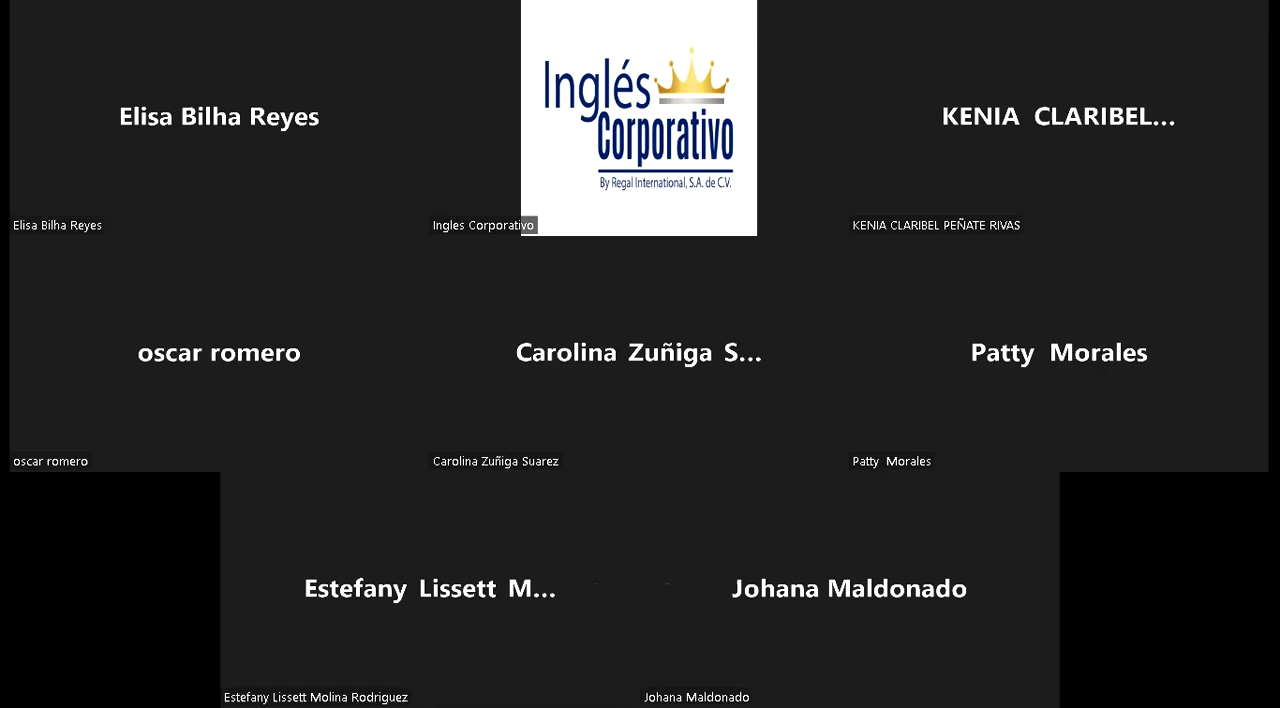 Elisa Bilha Reyes
Inglés
Corporativo
By Regal International, S.A. de C.V.
KENIA CLARIBEL...
Elisa Bilha Reyes
Ingles Corporativo
KENIA CLARIBEL PEÑATE RIVAS
oscar romero
Carolina Zuñiga S...
Patty Morales
oscar romero
Carolina Zuñiga Suarez
Patty Morales
Estefany Lissett M...
Johana Maldonado
Estefany Lissett Molina Rodriguez
Johana Maldonado